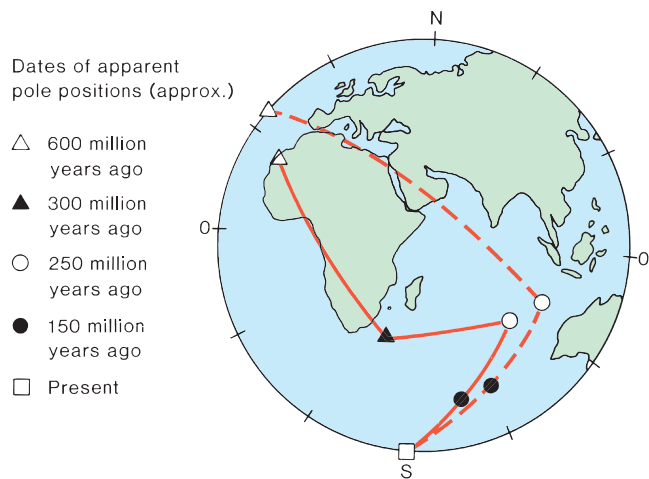 N
Dates of apparent
pole positions (approx.)
600 million
years ago
300 million
years ago
250 million
years ago
150 million
years ago
Present
0
0
S